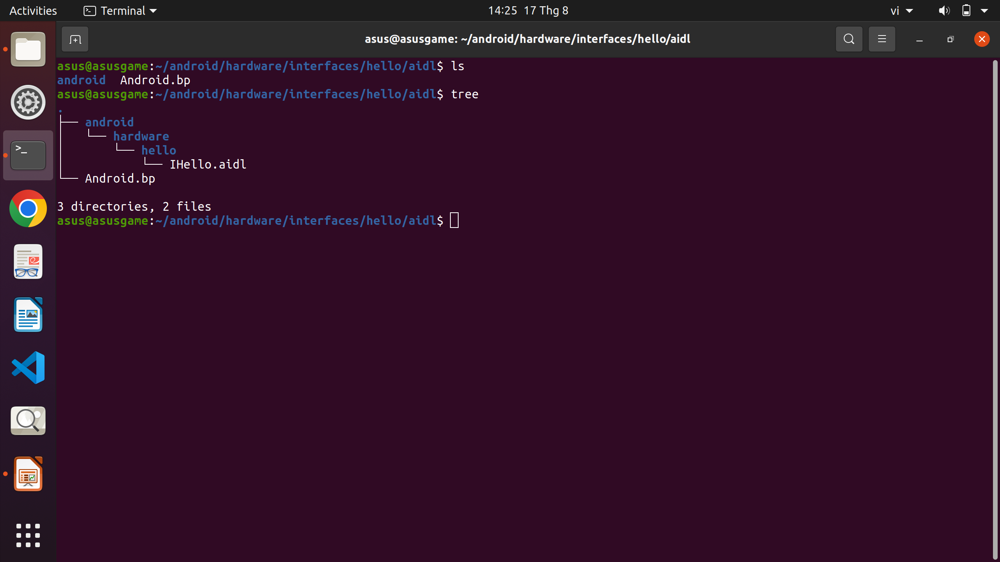 Activities Terminal 14:25 17 Thg 8 vi
asus@asusgame: ~/android/hardware/interfaces/hello/aidl
asus@asusgame:~/android/hardware/interfaces/hello/aidl$ ls
android  Android.bp
asus@asusgame:~/android/hardware/interfaces/hello/aidl$ tree
.
├── android
│   └── hardware
│       └── hello
│           └── IHello.aidl
└── Android.bp
3 directories, 2 files
asus@asusgame:~/android/hardware/interfaces/hello/aidl$